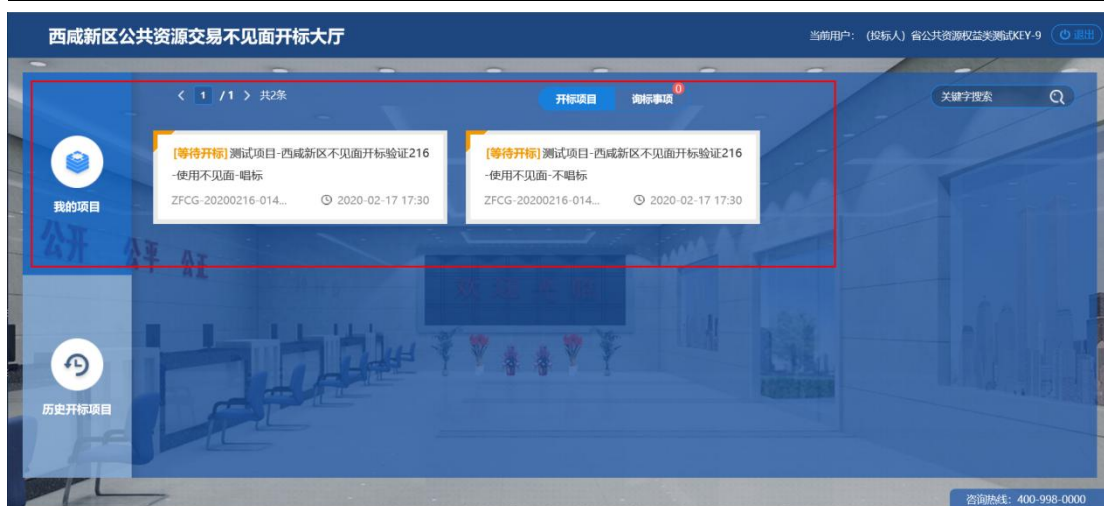 西咸新区公共资源交易不见面开标大厅
当前用户: (投标人) 省公共资源权益类测试KEY-9 退出
< 1 / 1 > 共2条
开标项目 询标事项 0
关键字搜索
[等待开标] 测试项目-西咸新区不见面开标验证216
-使用不见面-唱标
ZFCG-20200216-014... 2020-02-17 17:30
[等待开标] 测试项目-西咸新区不见面开标验证216
-使用不见面-不唱标
ZFCG-20200216-014... 2020-02-17 17:30
我的项目
公开 公平 公正
历史开标项目
咨询热线: 400-998-0000